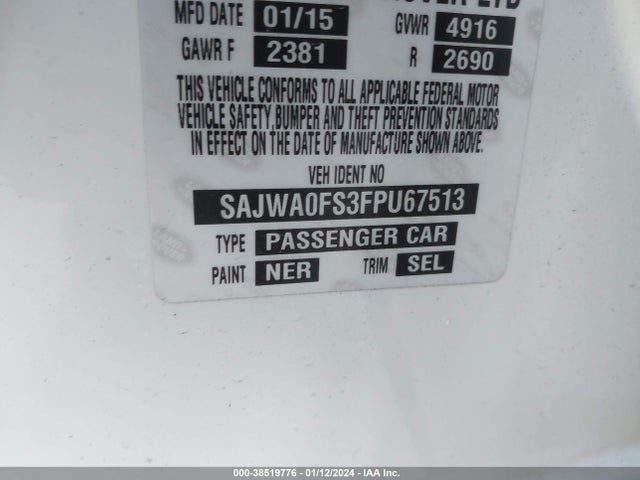 MFD DATE 01/15 GVWR 4916
GAWR F 2381 R 2690
THIS VEHICLE CONFORMS TO ALL APPLICABLE FEDERAL MOTOR
VEHICLE SAFETY, BUMPER AND THEFT PREVENTION STANDARDS
IN EFFECT ON THE DATE OF MANUFACTURE SHOWN ABOVE.
VEH IDENT NO
SAJWA0FS3FPU67513
TYPE PASSENGER CAR
PAINT NER TRIM SEL
000-38519776 - 01/12/2024 - IAA Inc.